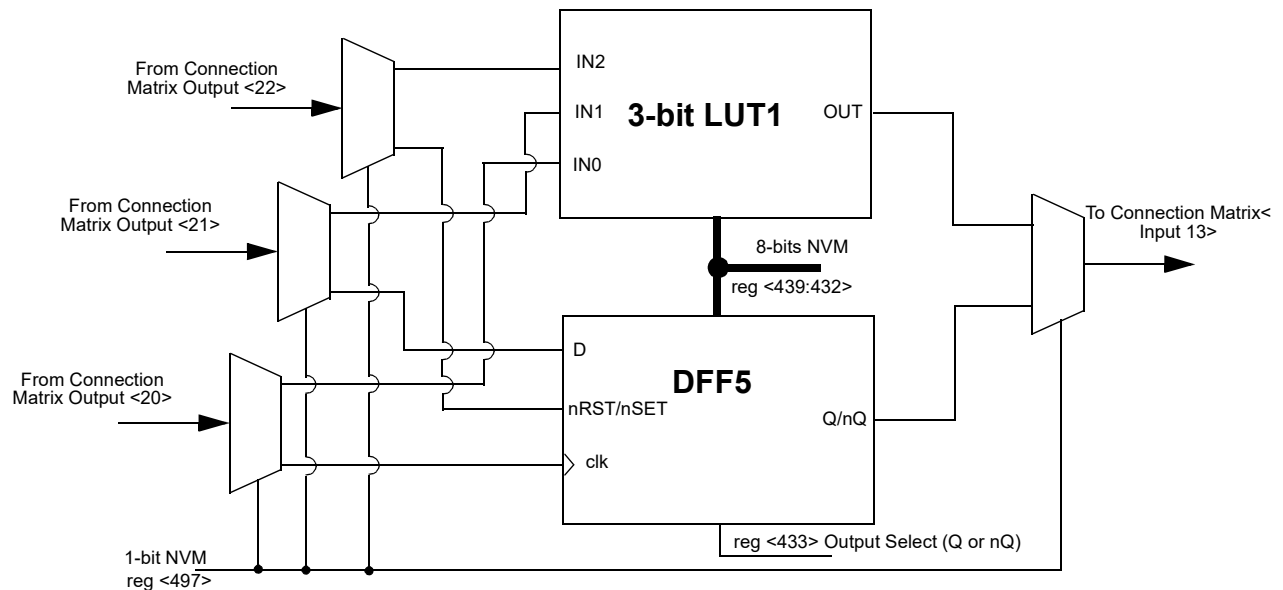 From Connection
Matrix Output <22>
IN2
IN1
3-bit LUT1
OUT
IN0
From Connection
Matrix Output <21>
To Connection Matrix<
Input 13>
8-bits NVM
reg <439:432>
D
DFF5
From Connection
Matrix Output <20>
nRST/nSET
Q/nQ
clk
reg <433> Output Select (Q or nQ)
1-bit NVM
reg <497>